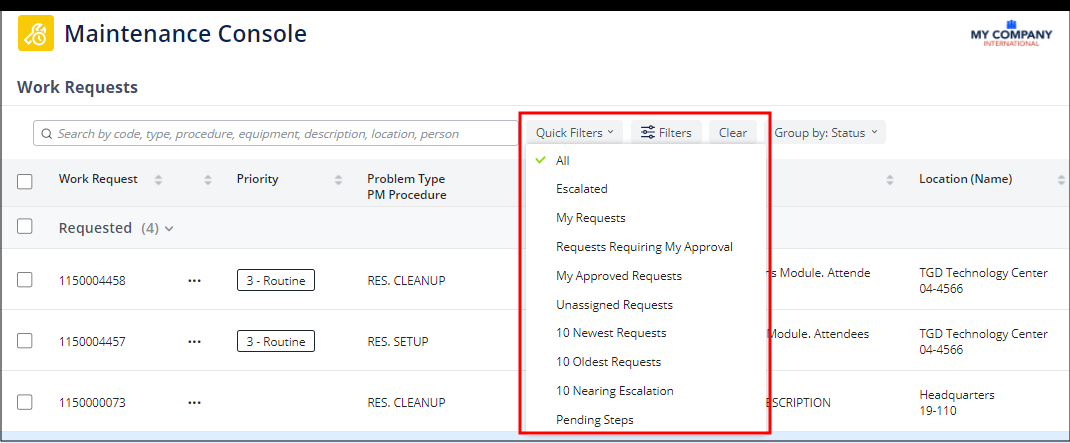 Maintenance Console
MY COMPANY
INTERNATIONAL
Work Requests
Search by code, type, procedure, equipment, description, location, person
Quick Filters
Filters
Clear
Group by: Status
Work Request
Priority
Problem Type
PM Procedure
Location (Name)
All
Escalated
My Requests
Requests Requiring My Approval
My Approved Requests
Unassigned Requests
10 Newest Requests
10 Oldest Requests
10 Nearing Escalation
Pending Steps
Requested (4)
1150004458 ••• 3 - Routine RES. CLEANUP
Module. Attende
TGD Technology Center
04-4566
1150004457 ••• 3 - Routine RES. SETUP
Module. Attendees
TGD Technology Center
04-4566
1150000073 ••• RES. CLEANUP
Headquarters
19-110